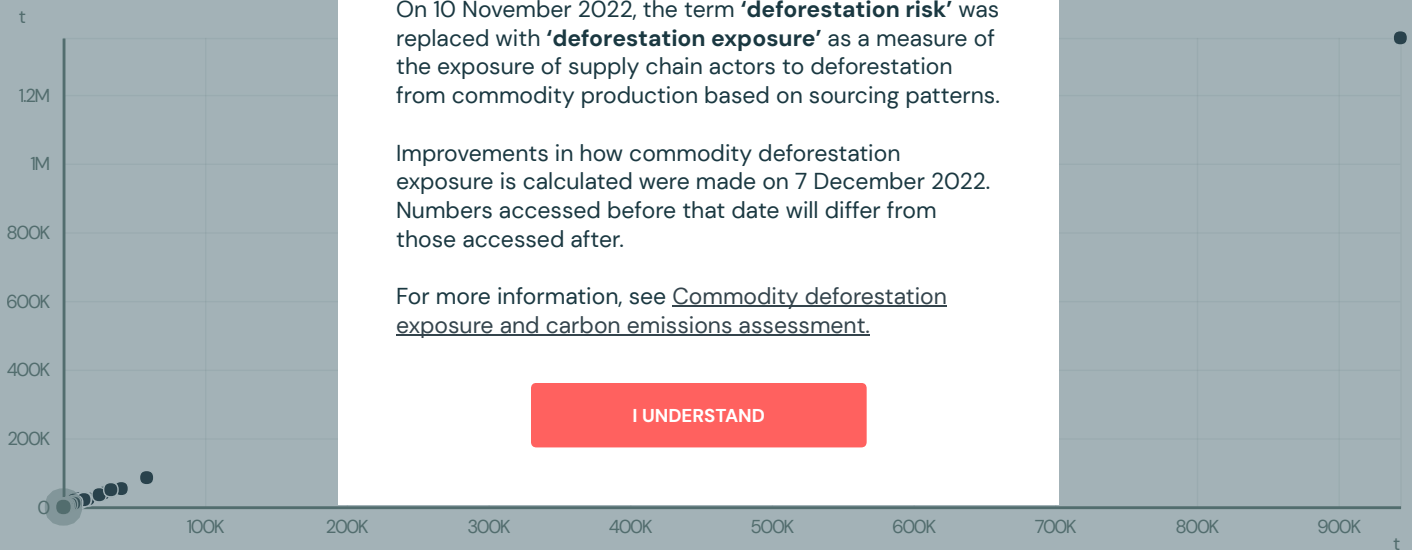 t
On 10 November 2022, the term ‘deforestation risk’ was
replaced with ‘deforestation exposure’ as a measure of
the exposure of supply chain actors to deforestation
from commodity production based on sourcing patterns.
Improvements in how commodity deforestation
exposure is calculated were made on 7 December 2022.
Numbers accessed before that date will differ from
those accessed after.
For more information, see Commodity deforestation
exposure and carbon emissions assessment.
I UNDERSTAND
1.2M
1M
800K
600K
400K
200K
0
100K 200K 300K 400K 500K 600K 700K 800K 900K
t